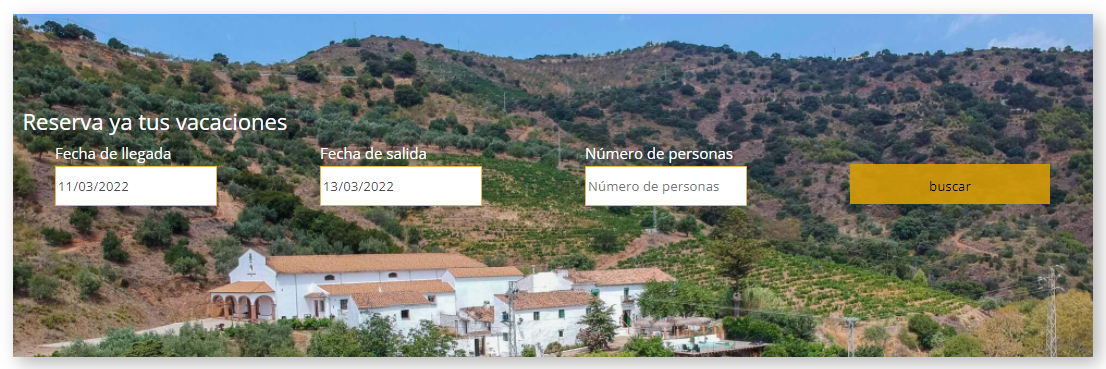 Reserva ya tus vacaciones
Fecha de llegada
Fecha de salida
Número de personas
11/03/2022
13/03/2022
Número de personas
buscar